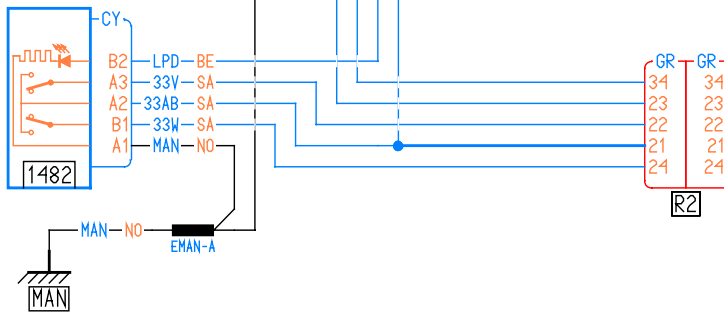 CY
GR GR
B2 LPD BE
A3 33V SA 34 34
A2 33AB SA 23 23
B1 33W SA 22 22
A1 MAN NO 21 21
24 24
1482
R2
MAN NO
EMAN-A
MAN